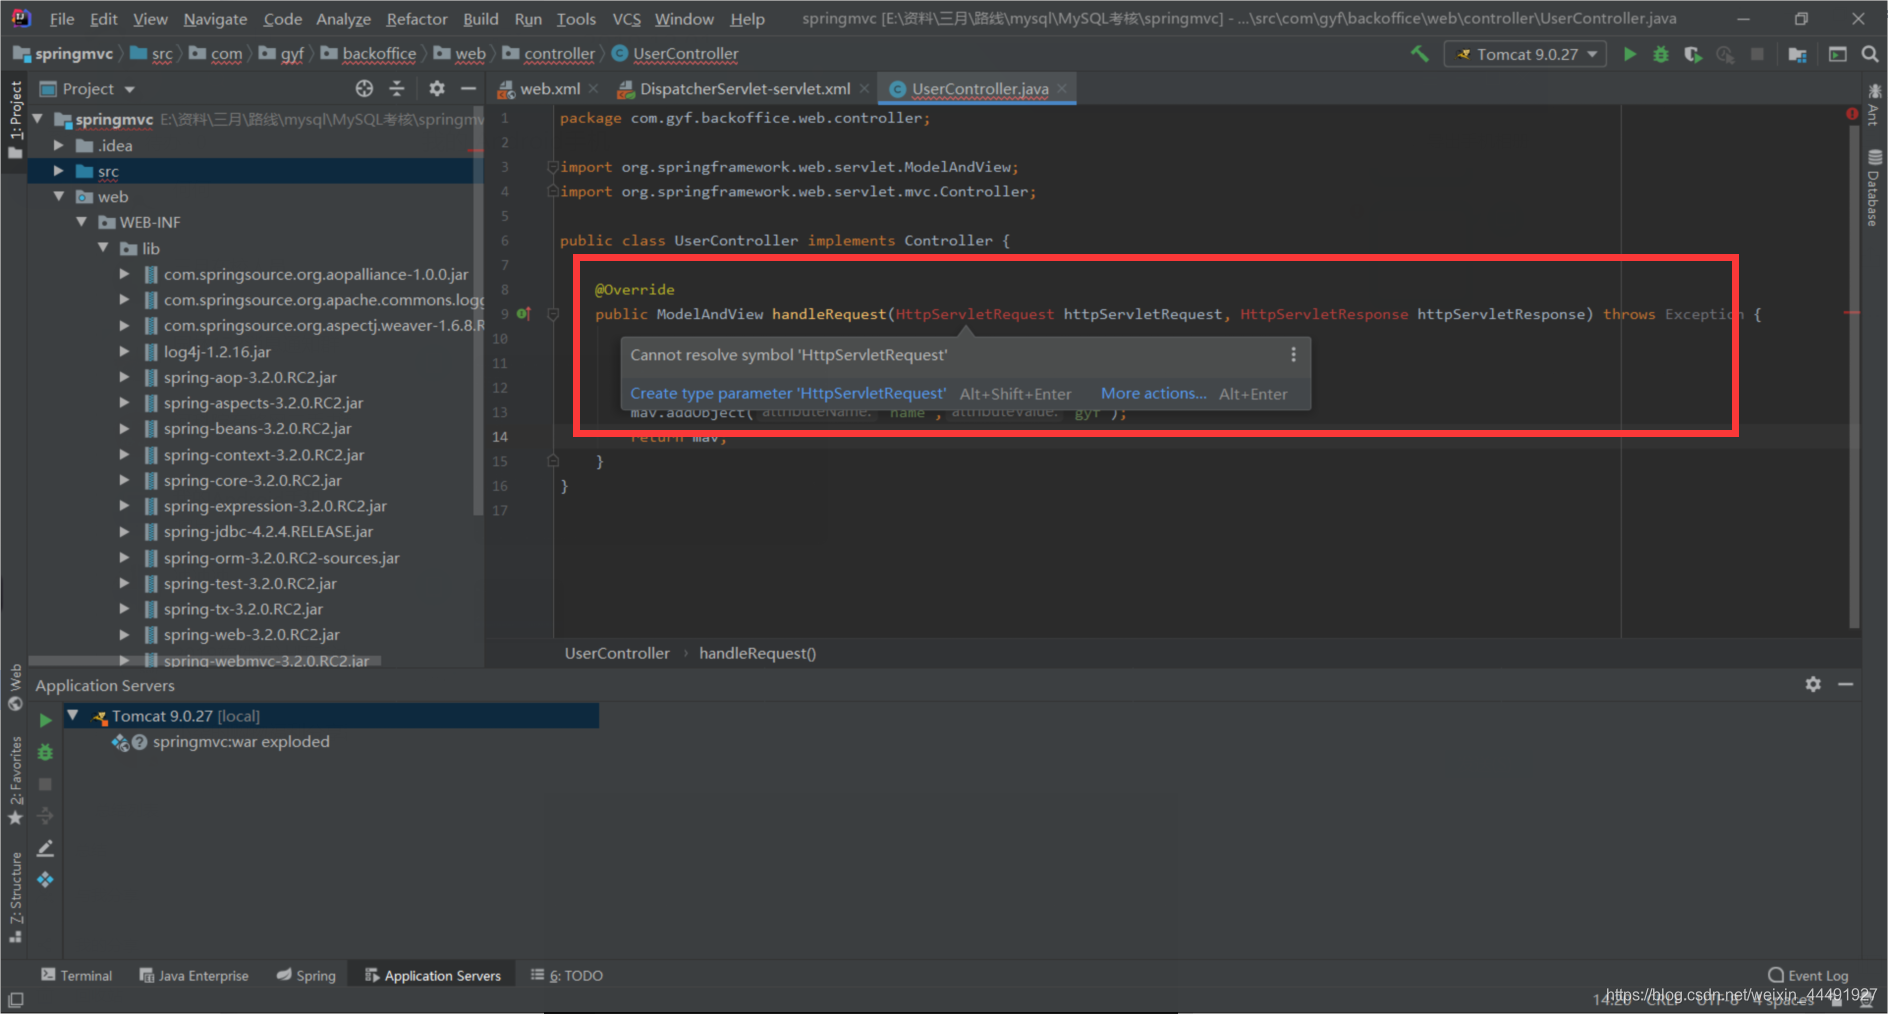 File Edit View Navigate Code Analyze Refactor Build Run Tools VCS Window Help springmvc [E:\资料\三月\路线\mysql\MySQL考核\springmvc] - ...\src\com\gyf\backoffice\web\controller\UserController.java
springmvc src com gyf backoffice web controller UserController Tomcat 9.0.27
Project
web.xml DispatcherServlet-servlet.xml UserController.java
1: Project
springmvc E:\资料\三月\路线\mysql\MySQL考核\springmv
.idea
src
web
WEB-INF
lib
com.springsource.org.aopalliance-1.0.0.jar
com.springsource.org.apache.commons.logg
com.springsource.org.aspectj.weaver-1.6.8.R
log4j-1.2.16.jar
spring-aop-3.2.0.RC2.jar
spring-aspects-3.2.0.RC2.jar
spring-beans-3.2.0.RC2.jar
spring-context-3.2.0.RC2.jar
spring-core-3.2.0.RC2.jar
spring-expression-3.2.0.RC2.jar
spring-jdbc-4.2.4.RELEASE.jar
spring-orm-3.2.0.RC2-sources.jar
spring-test-3.2.0.RC2.jar
spring-tx-3.2.0.RC2.jar
spring-web-3.2.0.RC2.jar
spring-webmvc-3.2.0.RC2.jar
1 package com.gyf.backoffice.web.controller;
2
3 import org.springframework.web.servlet.ModelAndView;
4 import org.springframework.web.servlet.mvc.Controller;
5
6 public class UserController implements Controller {
7
8 @Override
9 public ModelAndView handleRequest(HttpServletRequest httpServletRequest, HttpServletResponse httpServletResponse) throws Exception {
10
Cannot resolve symbol 'HttpServletRequest'
11
12
Create type parameter 'HttpServletRequest' Alt+Shift+Enter More actions... Alt+Enter
13 mav.addObject( attributeName: "name", attributeValue: "gyf");
14 return mav;
15 }
16 }
17
UserController handleRequest()
Ant
Database
Application Servers
Tomcat 9.0.27 [local]
springmvc:war exploded
Web
2: Favorites
7: Structure
Terminal Java Enterprise Spring Application Servers 6: TODO Event Log
14:20 CRLF UTF-8 4 spaces
https://blog.csdn.net/weixin_44491927